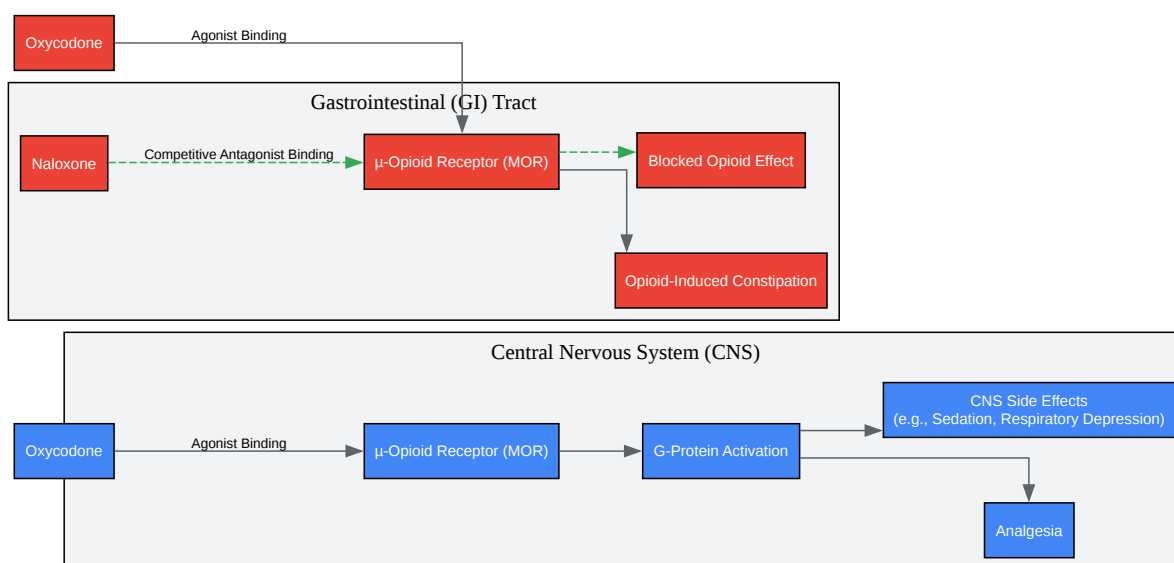 Oxycodone
Agonist Binding
Gastrointestinal (GI) Tract
Naloxone
Competitive Antagonist Binding
µ-Opioid Receptor (MOR)
Blocked Opioid Effect
Opioid-Induced Constipation
Central Nervous System (CNS)
CNS Side Effects
(e.g., Sedation, Respiratory Depression)
Oxycodone
Agonist Binding
µ-Opioid Receptor (MOR)
G-Protein Activation
Analgesia